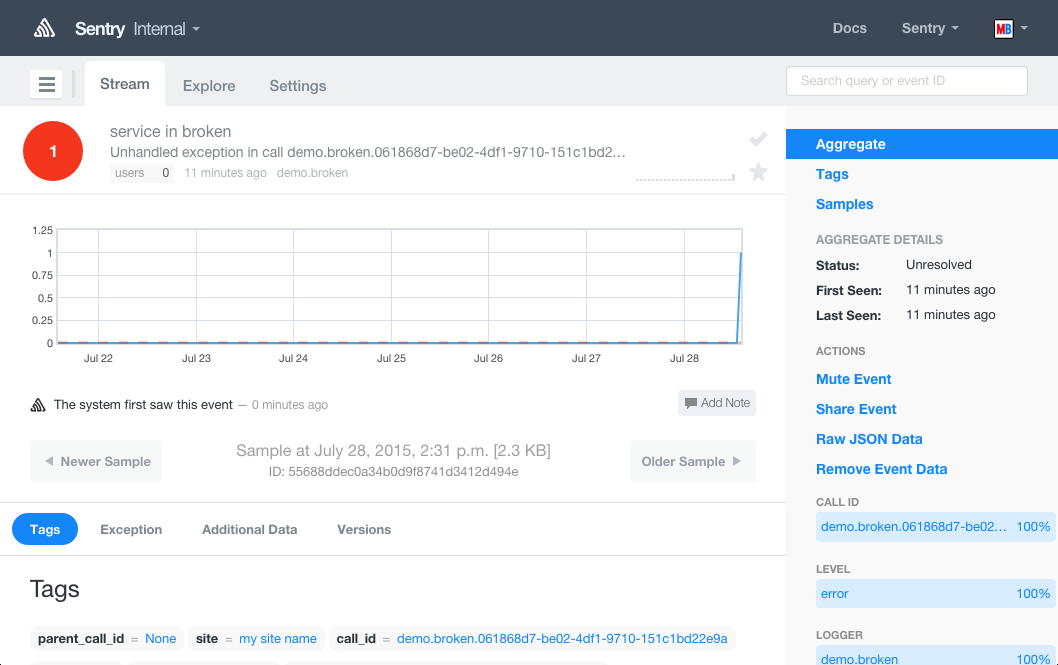 Sentry Internal
Docs
Sentry
MB
Stream
Explore
Settings
Search query or event ID
1
service in broken
Unhandled exception in call demo.broken.061868d7-be02-4df1-9710-151c1bd2…
users 0 11 minutes ago demo.broken
1.25
1
0.75
0.5
0.25
0
Jul 22 Jul 23 Jul 24 Jul 25 Jul 26 Jul 27 Jul 28
The system first saw this event — 0 minutes ago
Add Note
Newer Sample
Sample at July 28, 2015, 2:31 p.m. [2.3 KB]
ID: 55688ddec0a34b0d9f8741d3412d494e
Older Sample
Tags
Exception
Additional Data
Versions
Tags
parent_call_id = None
site = my site name
call_id = demo.broken.061868d7-be02-4df1-9710-151c1bd22e9a
Aggregate
Tags
Samples
AGGREGATE DETAILS
Status: Unresolved
First Seen: 11 minutes ago
Last Seen: 11 minutes ago
ACTIONS
Mute Event
Share Event
Raw JSON Data
Remove Event Data
CALL ID
demo.broken.061868d7-be02… 100%
LEVEL
error 100%
LOGGER
demo.broken 100%